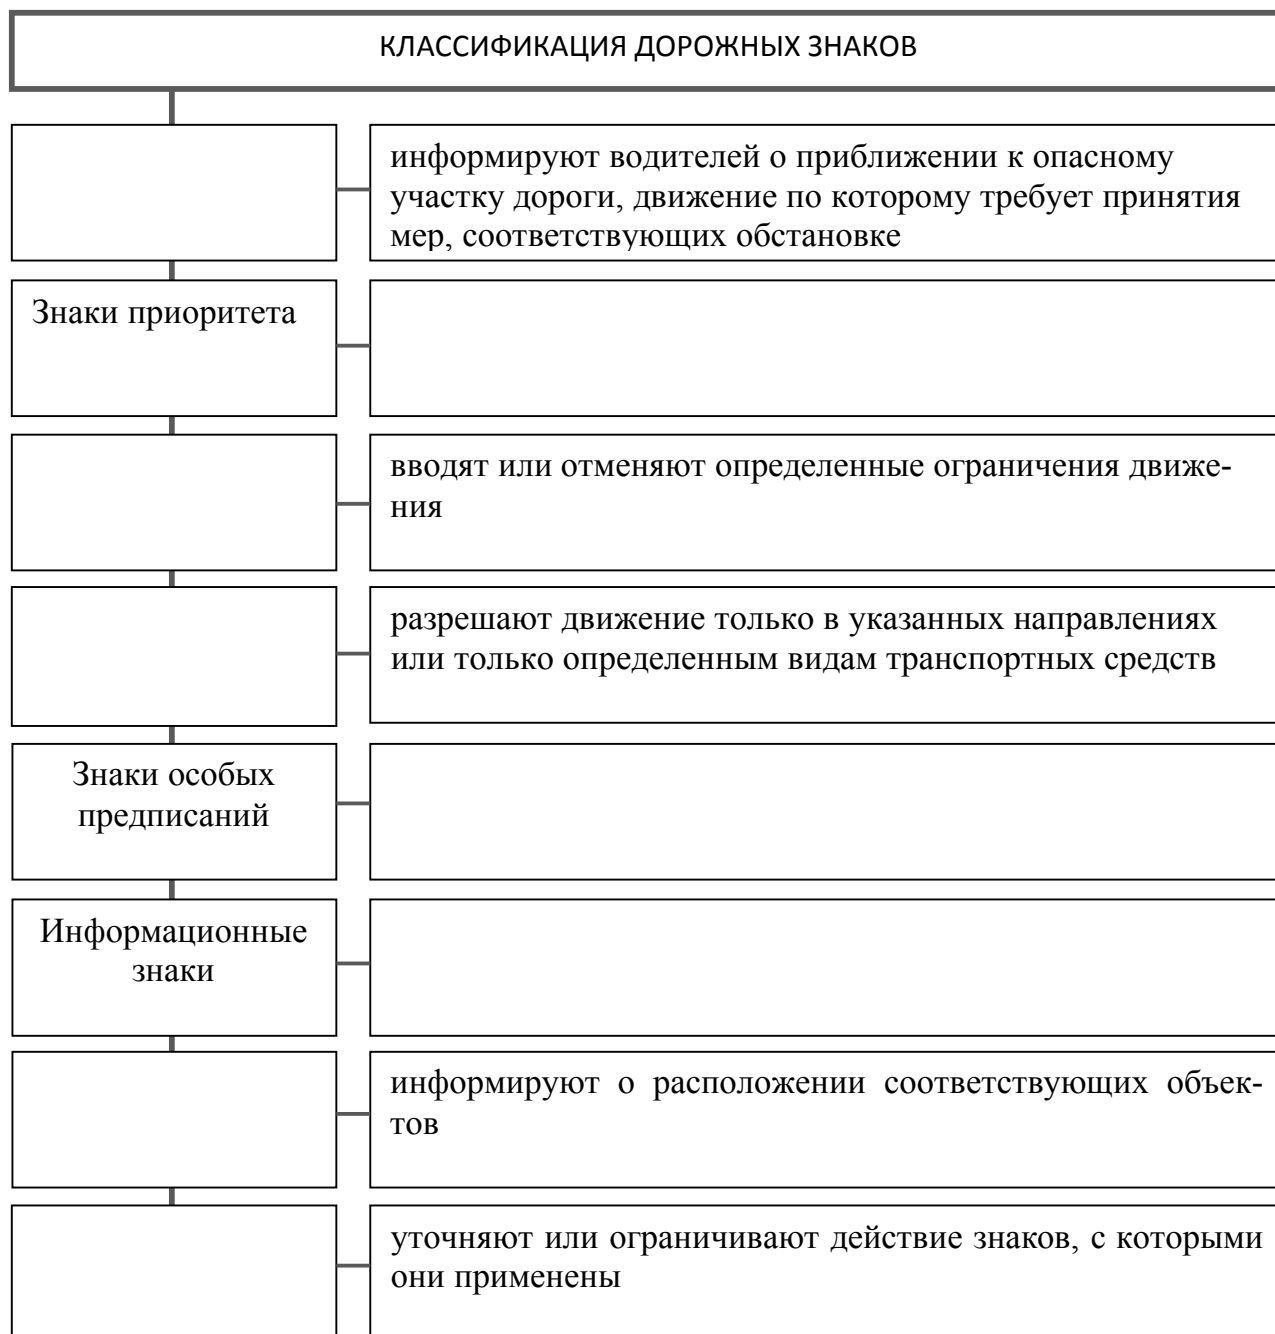 КЛАССИФИКАЦИЯ ДОРОЖНЫХ ЗНАКОВ
информируют водителей о приближении к опасному
участку дороги, движение по которому требует принятия
мер, соответствующих обстановке
Знаки приоритета
вводят или отменяют определенные ограничения движе-
ния
разрешают движение только в указанных направлениях
или только определенным видам транспортных средств
Знаки особых
предписаний
Информационные
знаки
информируют о расположении соответствующих объек-
тов
уточняют или ограничивают действие знаков, с которыми
они применены